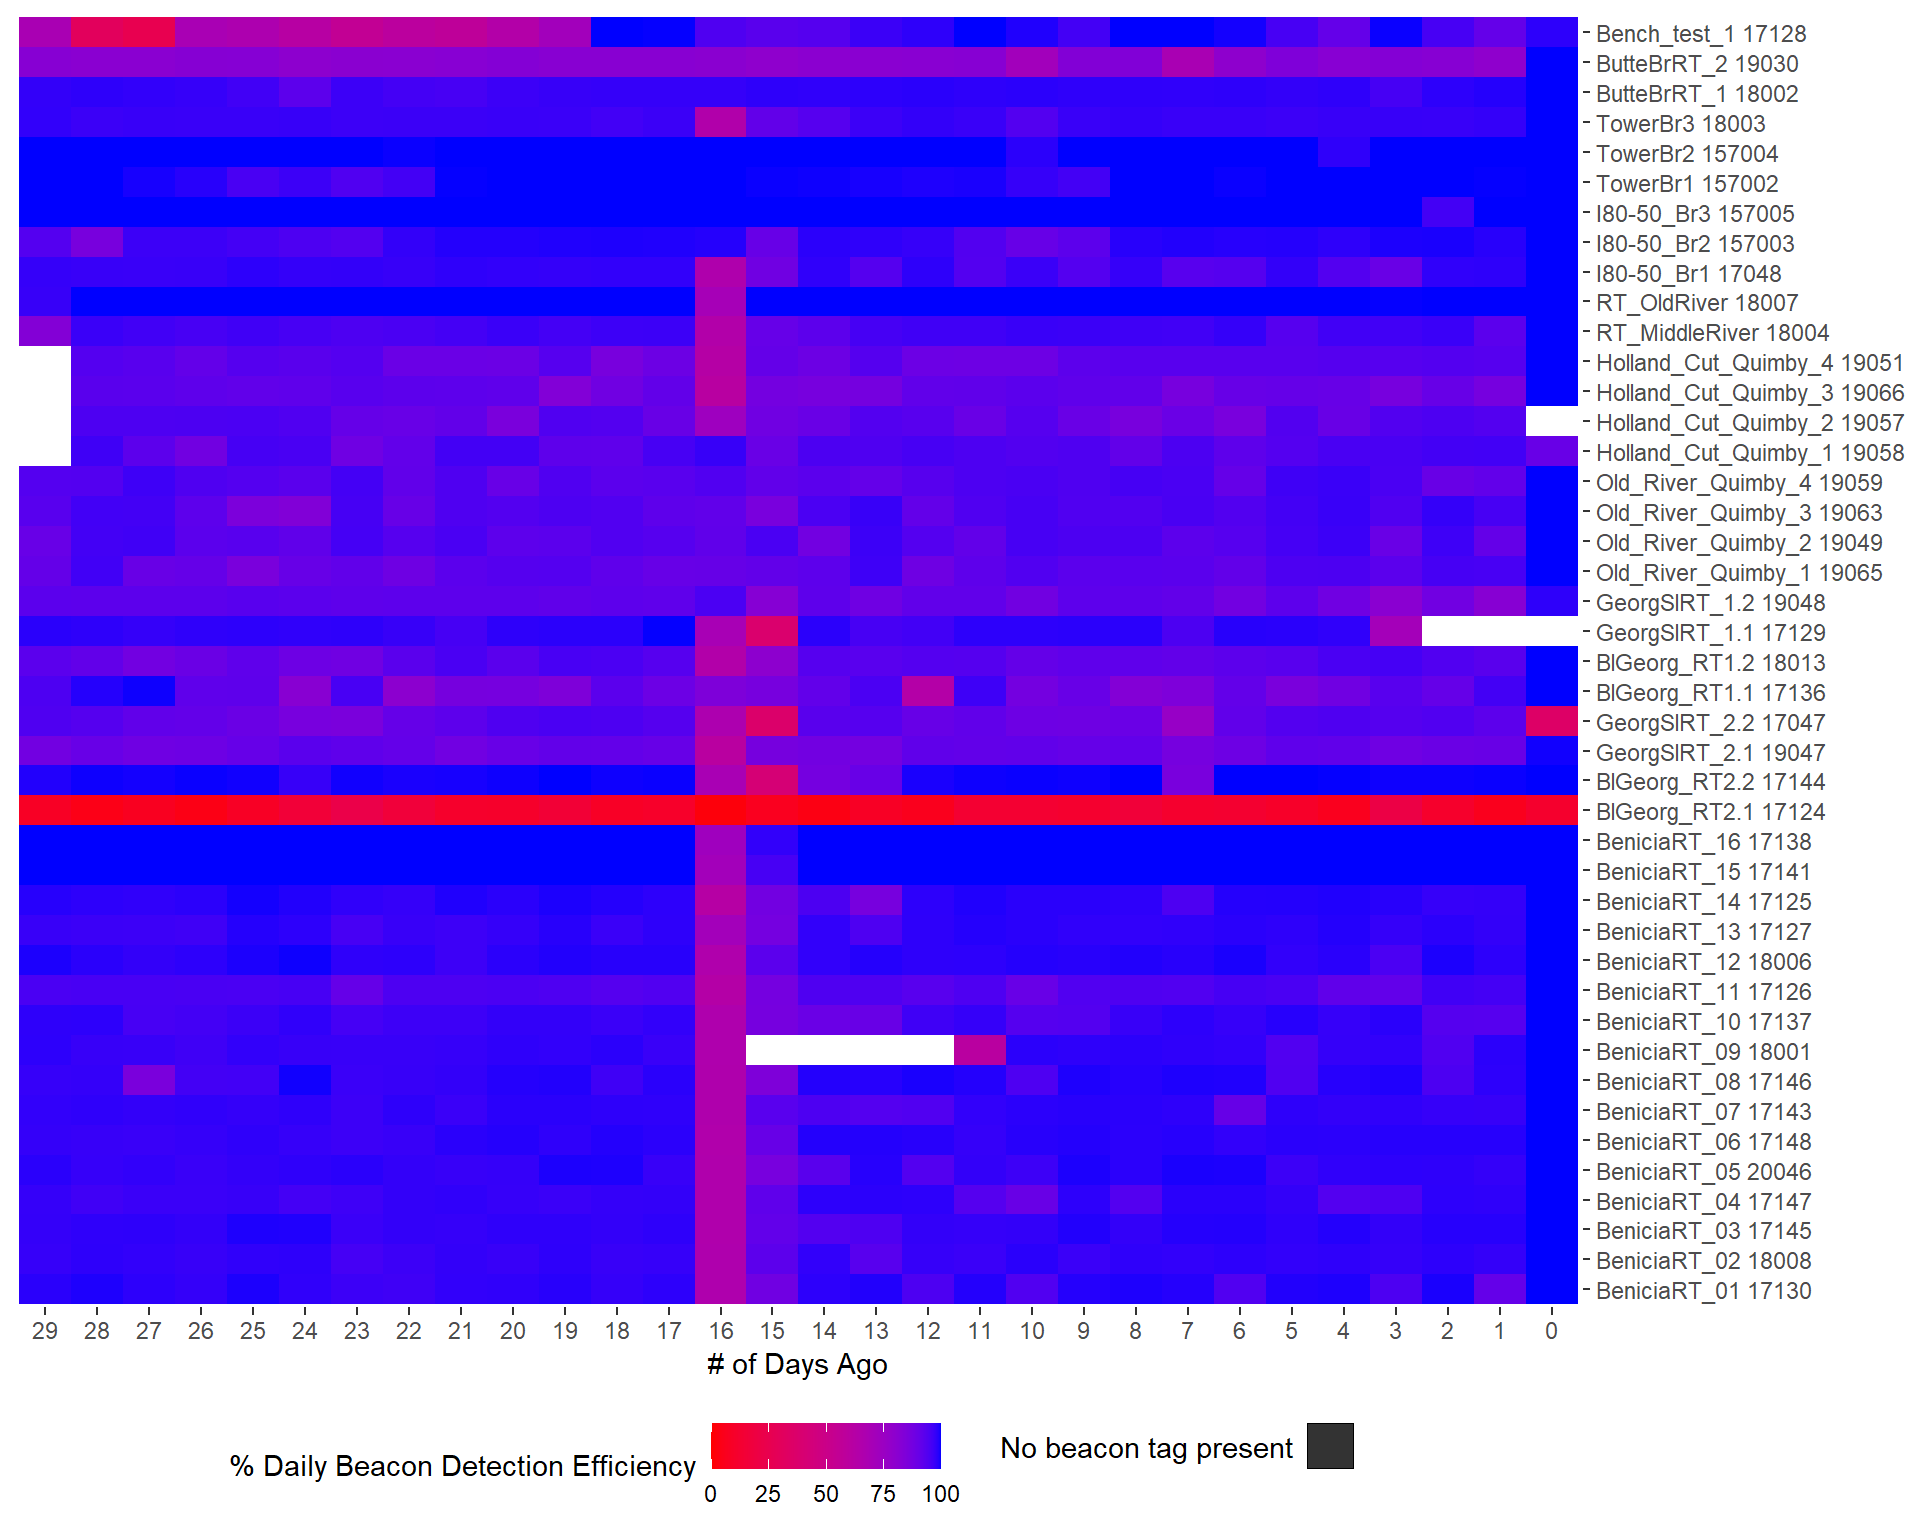 Bench_test_1 17128
ButteBrRT_2 19030
ButteBrRT_1 18002
TowerBr3 18003
TowerBr2 157004
TowerBr1 157002
I80-50_Br3 157005
I80-50_Br2 157003
I80-50_Br1 17048
RT_OldRiver 18007
RT_MiddleRiver 18004
Holland_Cut_Quimby_4 19051
Holland_Cut_Quimby_3 19066
Holland_Cut_Quimby_2 19057
Holland_Cut_Quimby_1 19058
Old_River_Quimby_4 19059
Old_River_Quimby_3 19063
Old_River_Quimby_2 19049
Old_River_Quimby_1 19065
GeorgSlRT_1.2 19048
GeorgSlRT_1.1 17129
BlGeorg_RT1.2 18013
BlGeorg_RT1.1 17136
GeorgSlRT_2.2 17047
GeorgSlRT_2.1 19047
BlGeorg_RT2.2 17144
BlGeorg_RT2.1 17124
BeniciaRT_16 17138
BeniciaRT_15 17141
BeniciaRT_14 17125
BeniciaRT_13 17127
BeniciaRT_12 18006
BeniciaRT_11 17126
BeniciaRT_10 17137
BeniciaRT_09 18001
BeniciaRT_08 17146
BeniciaRT_07 17143
BeniciaRT_06 17148
BeniciaRT_05 20046
BeniciaRT_04 17147
BeniciaRT_03 17145
BeniciaRT_02 18008
BeniciaRT_01 17130
29 28 27 26 25 24 23 22 21 20 19 18 17 16 15 14 13 12 11 10 9 8 7 6 5 4 3 2 1 0
# of Days Ago
% Daily Beacon Detection Efficiency
0 25 50 75 100
No beacon tag present